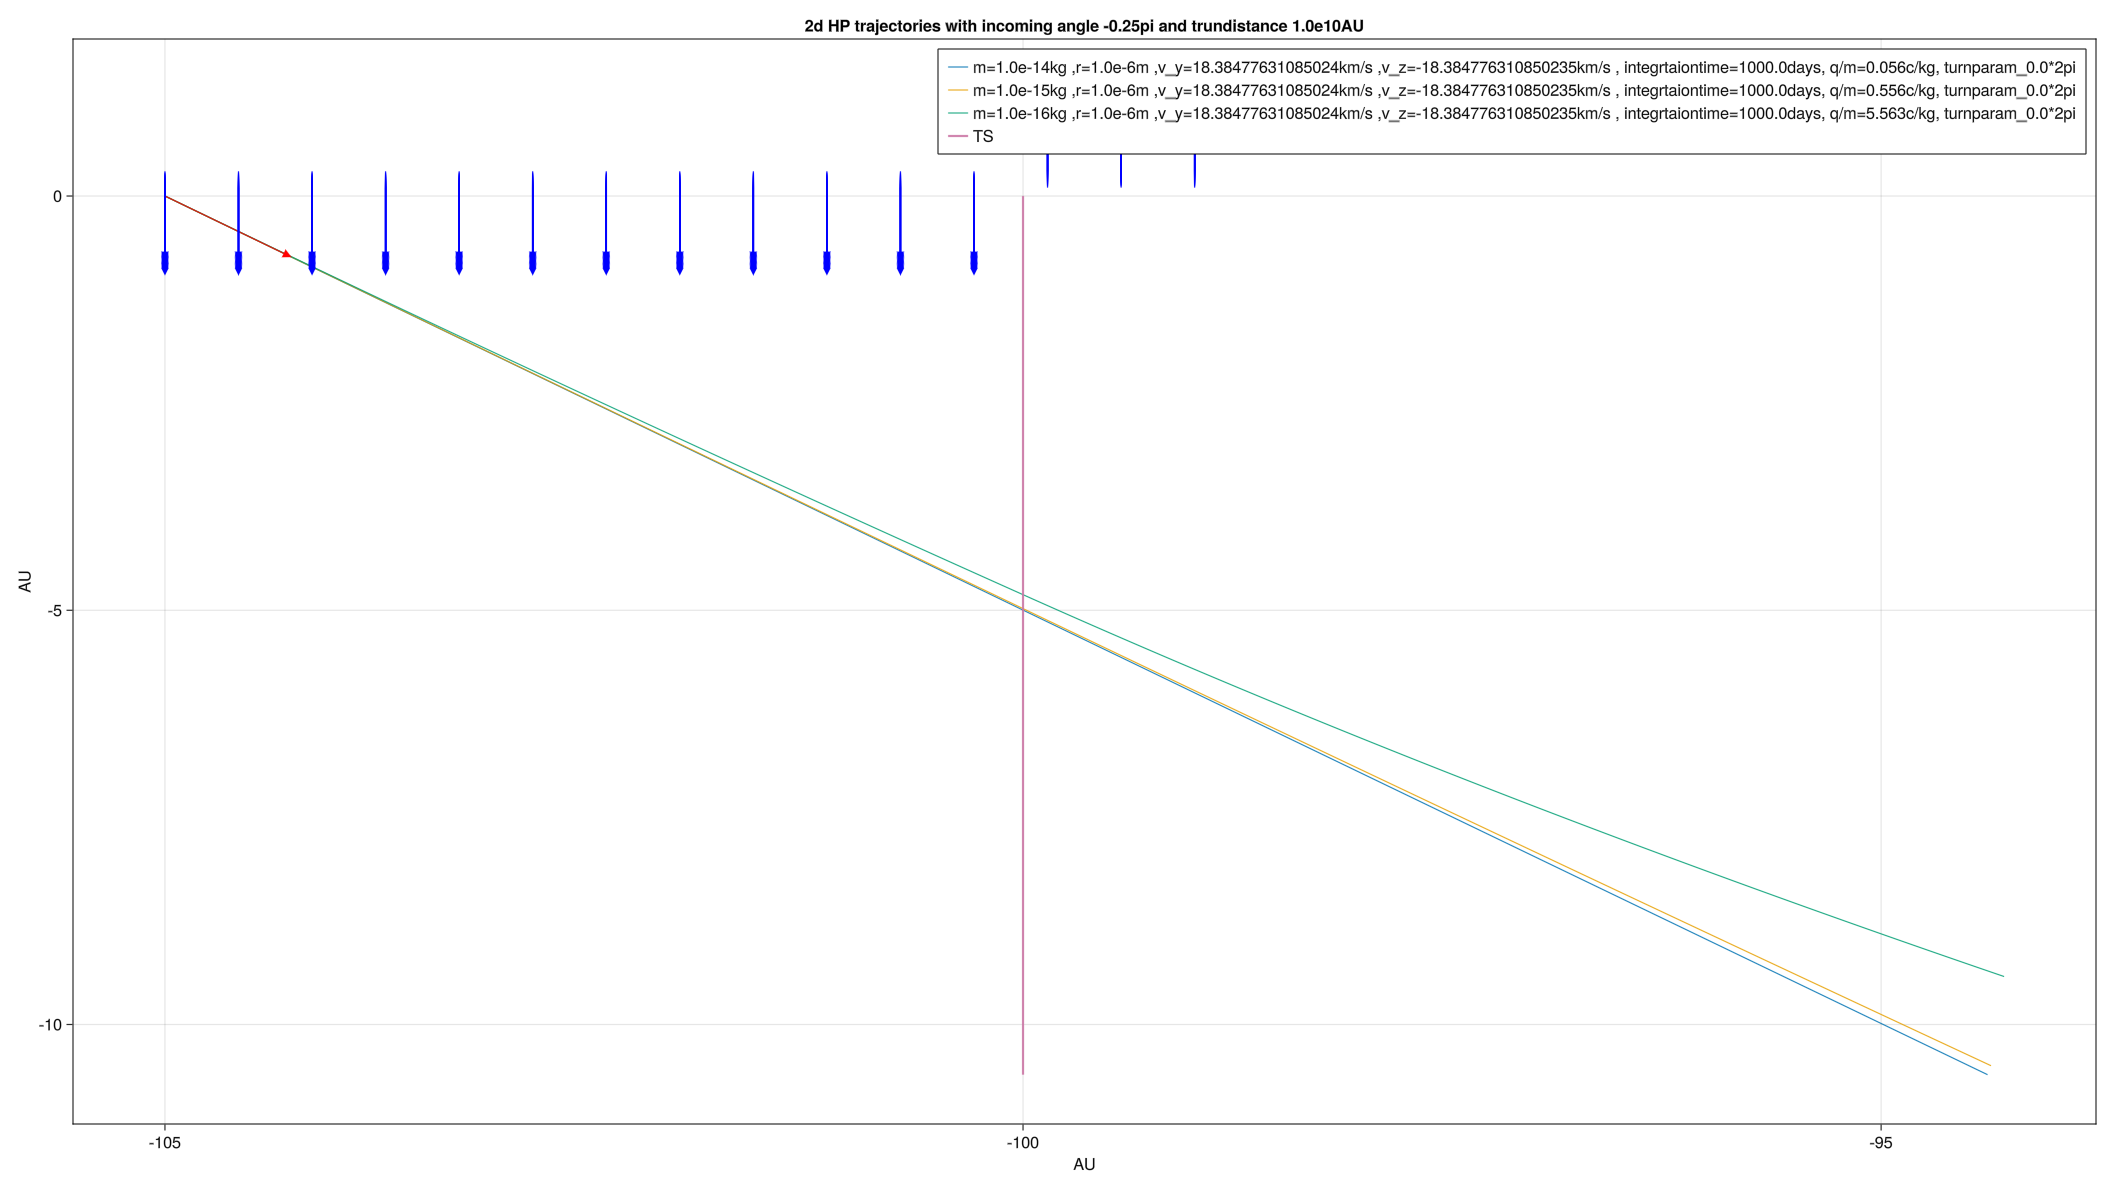 2d HP trajectories with incoming angle -0.25pi and trundistance 1.0e10AU
m=1.0e-14kg ,r=1.0e-6m ,v_y=18.38477631085024km/s ,v_z=-18.384776310850235km/s , integrtaiontime=1000.0days, q/m=0.056c/kg, turnparam_0.0*2pi
m=1.0e-15kg ,r=1.0e-6m ,v_y=18.38477631085024km/s ,v_z=-18.384776310850235km/s , integrtaiontime=1000.0days, q/m=0.556c/kg, turnparam_0.0*2pi
m=1.0e-16kg ,r=1.0e-6m ,v_y=18.38477631085024km/s ,v_z=-18.384776310850235km/s , integrtaiontime=1000.0days, q/m=5.563c/kg, turnparam_0.0*2pi
TS
0
-5
-10
AU
-105
-100
-95
AU